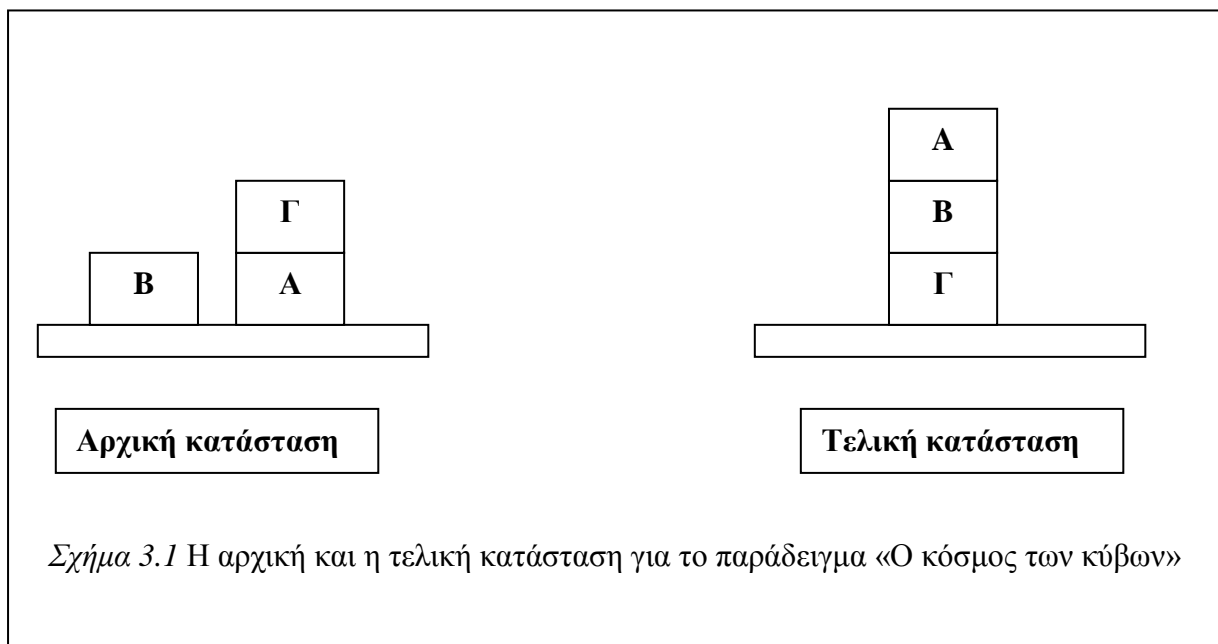 Α
Γ
Β
Β
Α
Γ
Αρχική κατάσταση
Τελική κατάσταση
Σχήμα 3.1 Η αρχική και η τελική κατάσταση για το παράδειγμα «Ο κόσμος των κύβων»